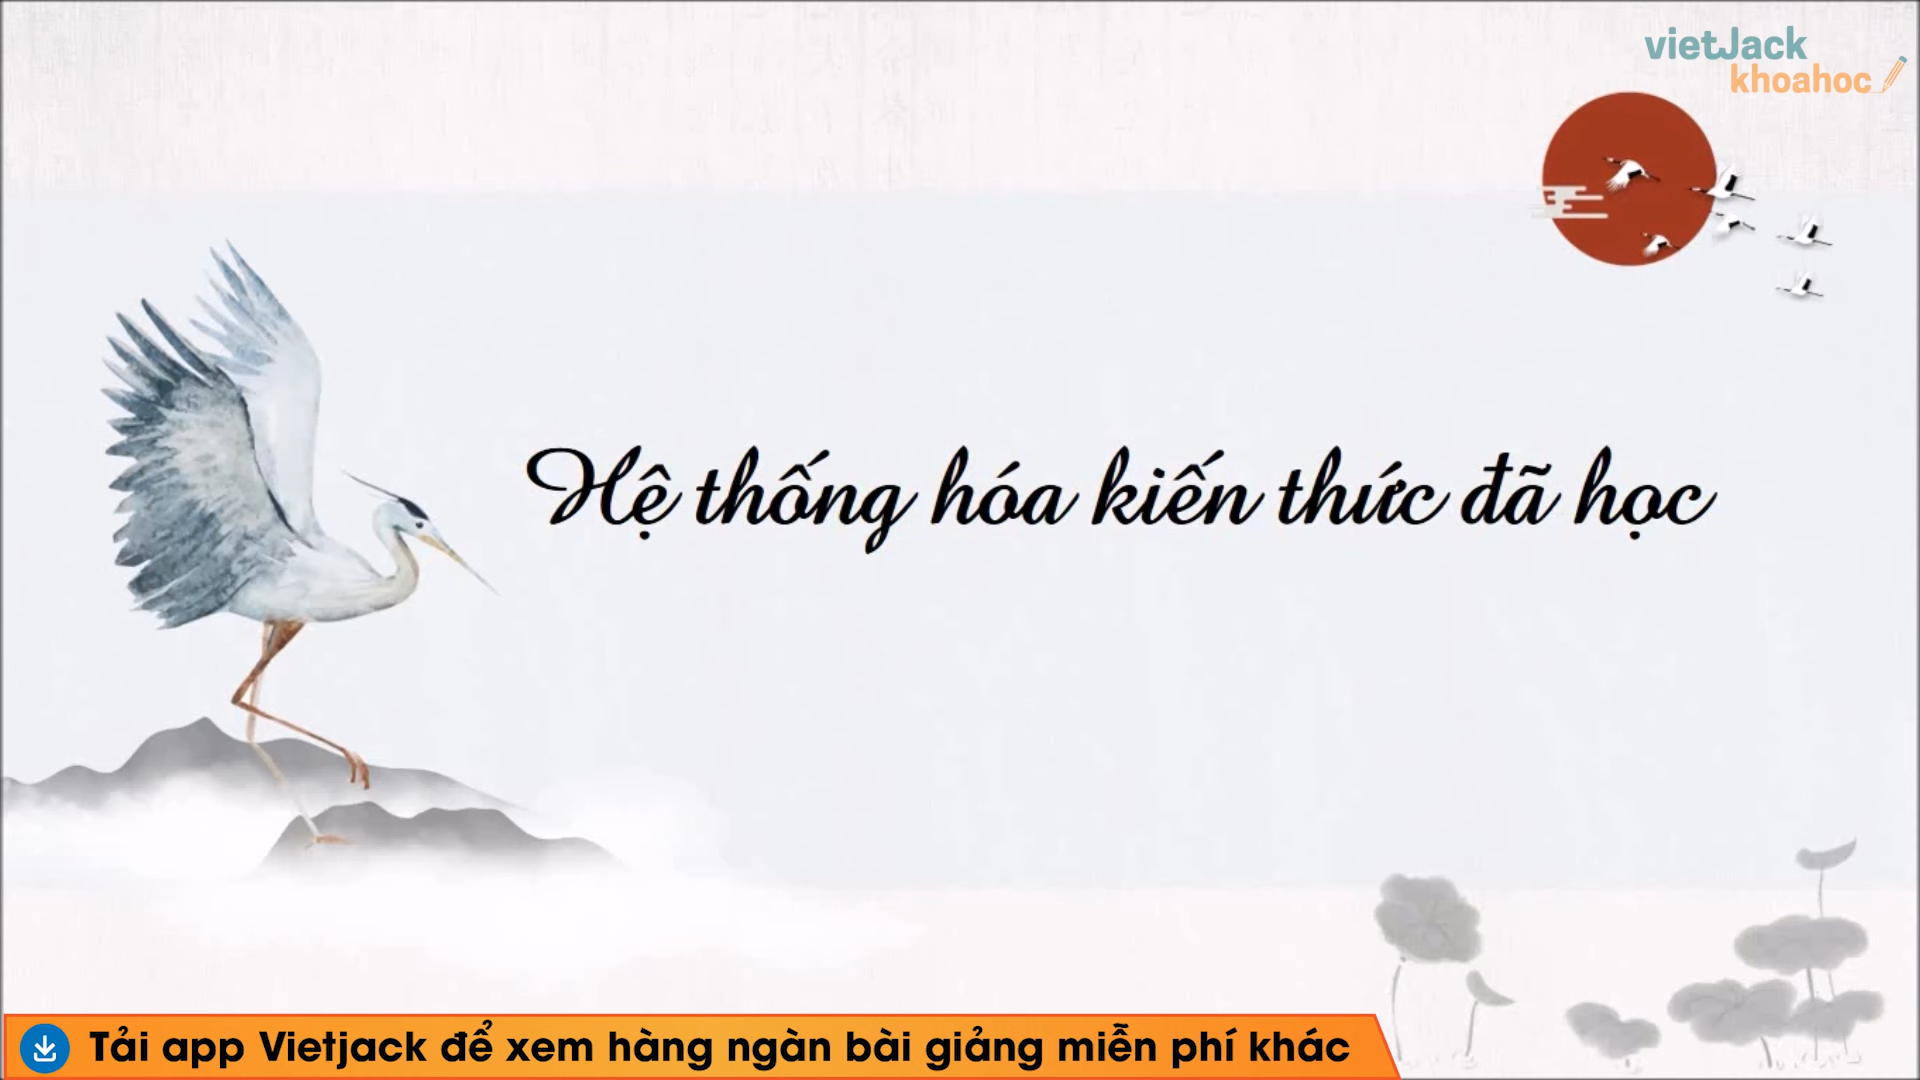 vietJack
khoahoc
Hệ thống hóa kiến thức đã học
Tải app Vietjack để xem hàng ngàn bài giảng miễn phí khác